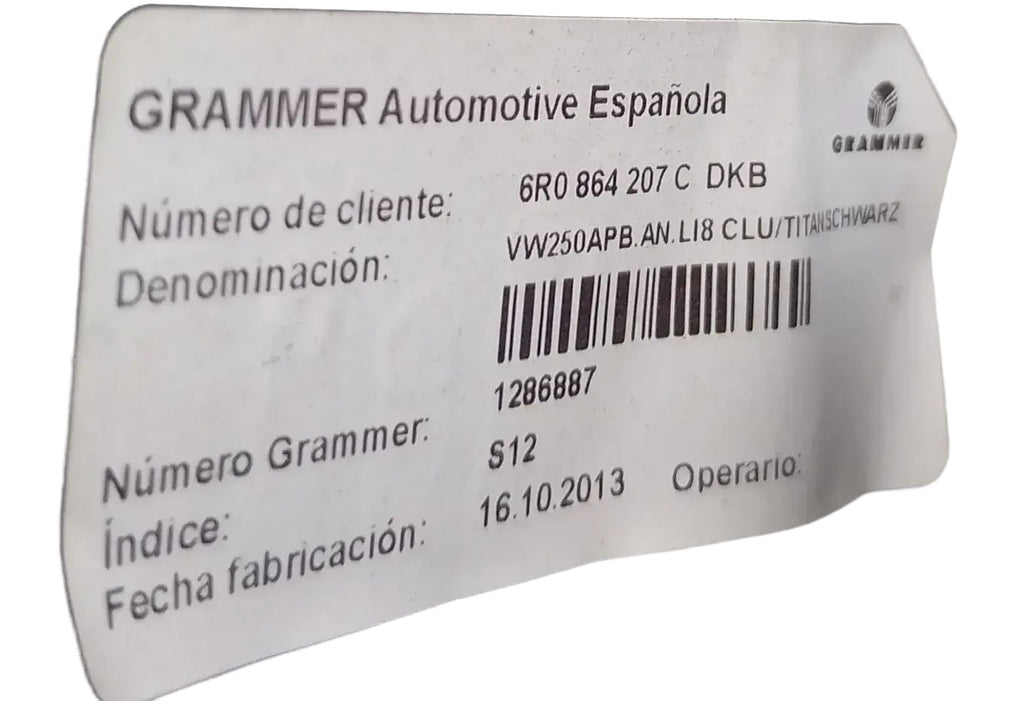 GRAMMER Automotive Española
GRAMMER
Número de cliente: 6R0 864 207 C DKB
Denominación: VW250APB.AN.LI8 CLU/TITANSCHWARZ
Número Grammer: 1286887
Índice: S12
Fecha fabricación: 16.10.2013 Operario: